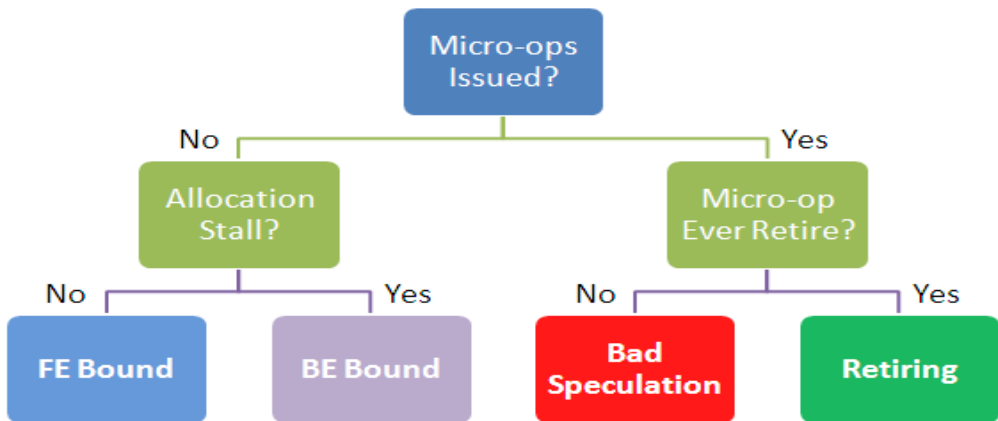 Micro-ops
Issued?
No
Yes
Allocation
Stall?
Micro-op
Ever Retire?
No
Yes
No
Yes
FE Bound
BE Bound
Bad
Speculation
Retiring